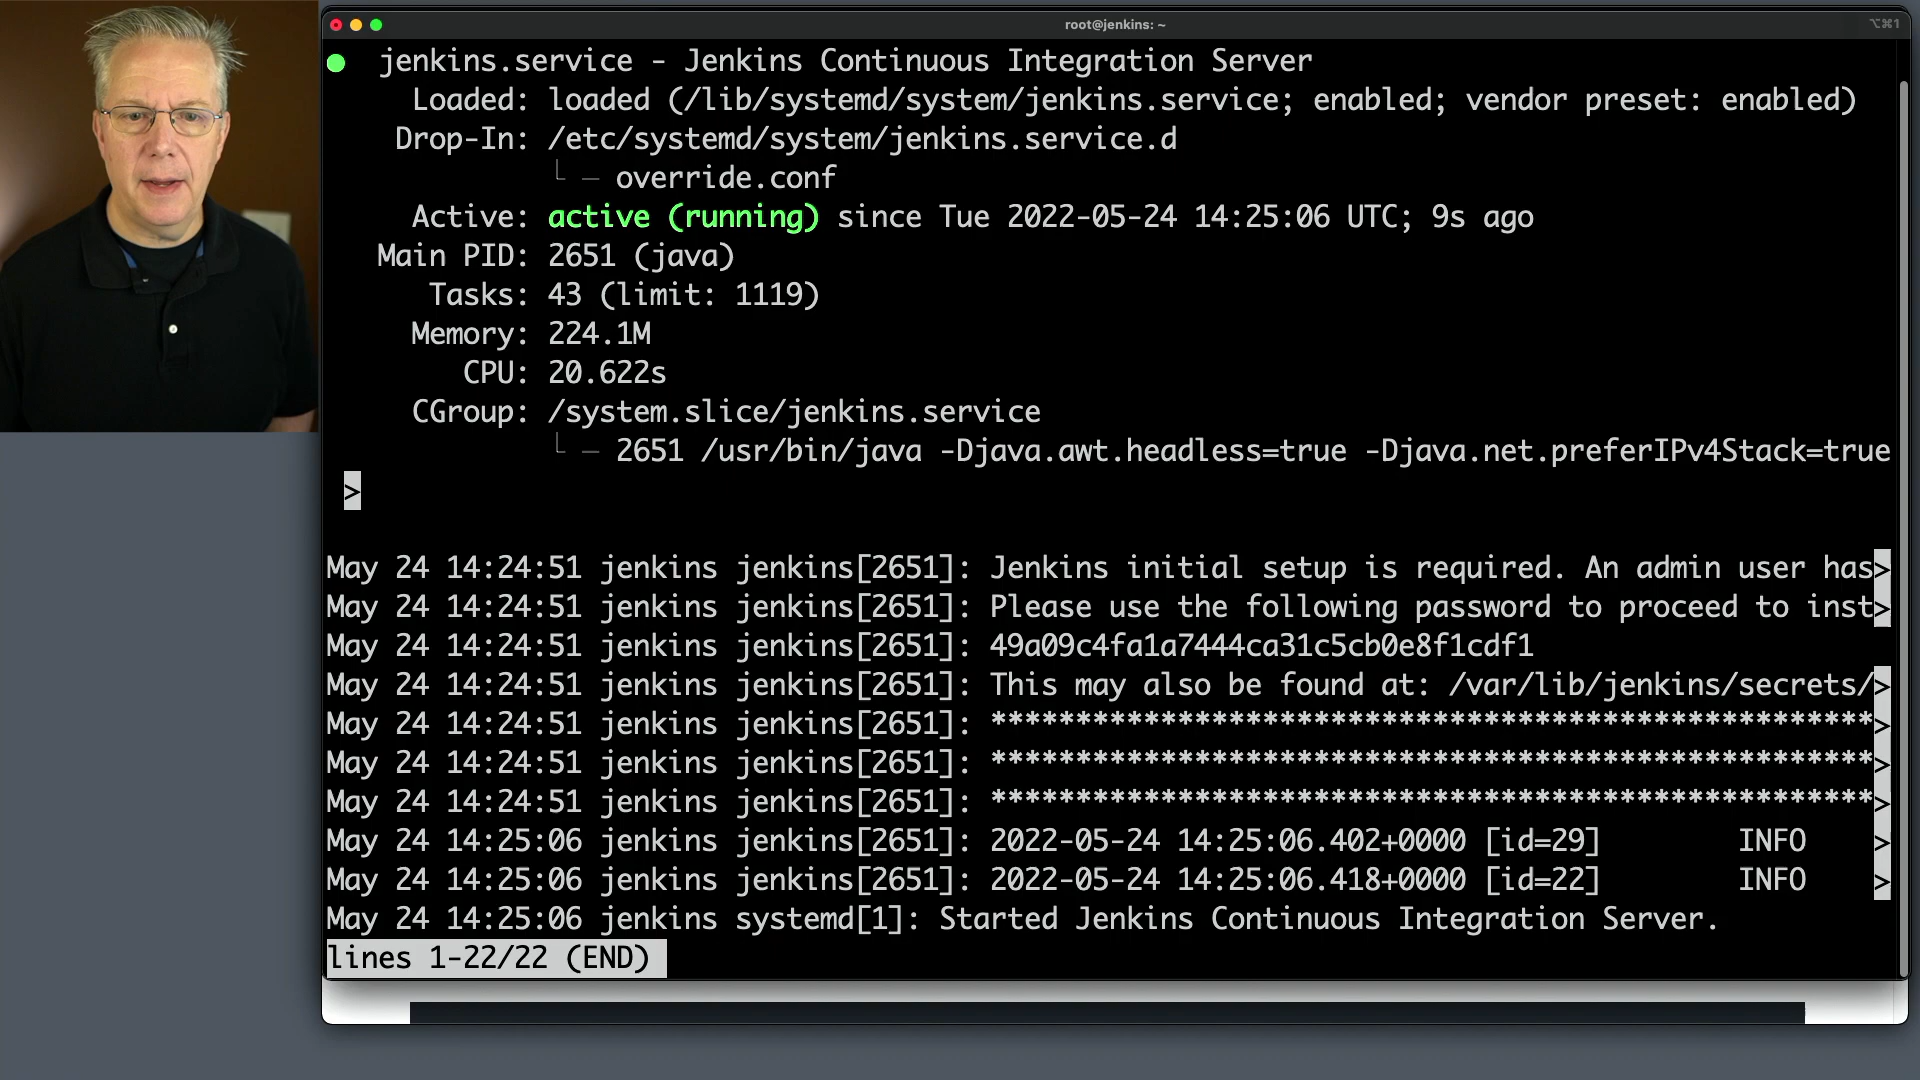 root@jenkins: ~
⌥⌘1
● jenkins.service - Jenkins Continuous Integration Server
Loaded: loaded (/lib/systemd/system/jenkins.service; enabled; vendor preset: enabled)
Drop-In: /etc/systemd/system/jenkins.service.d
└─ override.conf
Active: active (running) since Tue 2022-05-24 14:25:06 UTC; 9s ago
Main PID: 2651 (java)
Tasks: 43 (limit: 1119)
Memory: 224.1M
CPU: 20.622s
CGroup: /system.slice/jenkins.service
└─ 2651 /usr/bin/java -Djava.awt.headless=true -Djava.net.preferIPv4Stack=true
>
May 24 14:24:51 jenkins jenkins[2651]: Jenkins initial setup is required. An admin user has>
May 24 14:24:51 jenkins jenkins[2651]: Please use the following password to proceed to inst>
May 24 14:24:51 jenkins jenkins[2651]: 49a09c4fa1a7444ca31c5cb0e8f1cdf1
May 24 14:24:51 jenkins jenkins[2651]: This may also be found at: /var/lib/jenkins/secrets/>
May 24 14:24:51 jenkins jenkins[2651]: ****************************************************>
May 24 14:24:51 jenkins jenkins[2651]: ****************************************************>
May 24 14:24:51 jenkins jenkins[2651]: ****************************************************>
May 24 14:25:06 jenkins jenkins[2651]: 2022-05-24 14:25:06.402+0000 [id=29] INFO >
May 24 14:25:06 jenkins jenkins[2651]: 2022-05-24 14:25:06.418+0000 [id=22] INFO >
May 24 14:25:06 jenkins systemd[1]: Started Jenkins Continuous Integration Server.
lines 1-22/22 (END)